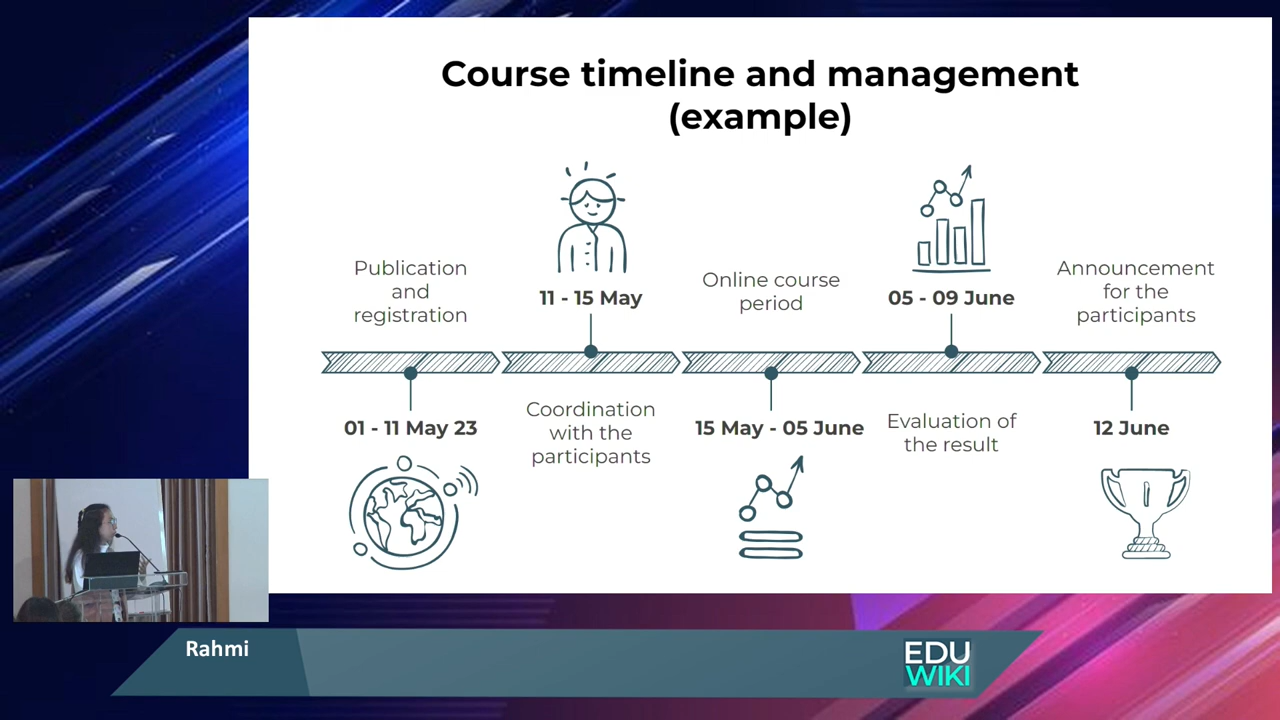 Course timeline and management
(example)
Publication
and
registration
01 - 11 May 23
11 - 15 May
Coordination
with the
participants
Online course
period
15 May - 05 June
05 - 09 June
Evaluation of
the result
Announcement
for the
participants
12 June
Rahmi
EDU
WIKI